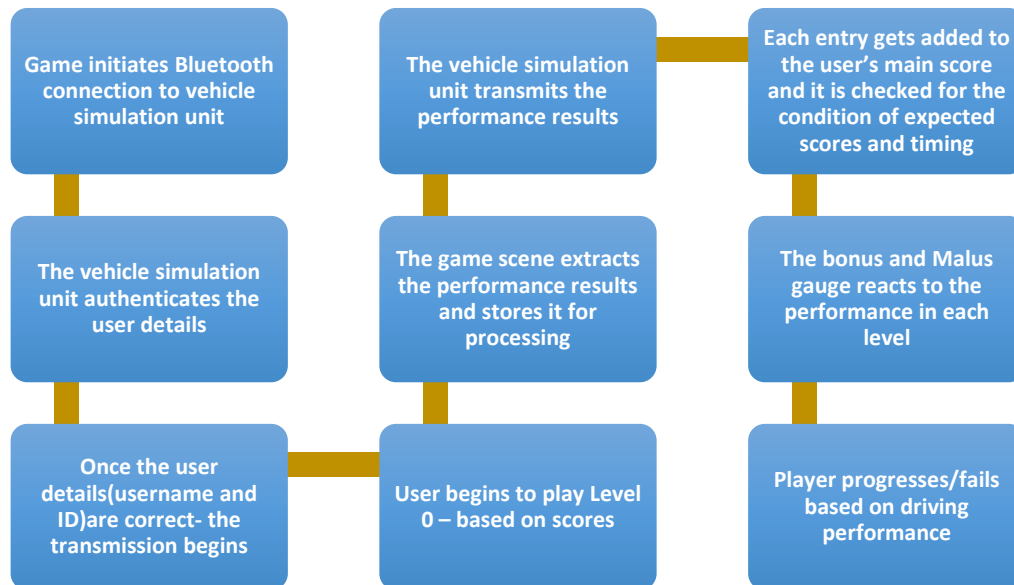 Game initiates Bluetooth
connection to vehicle
simulation unit
The vehicle simulation
unit authenticates the
user details
Once the user
details(username and
ID)are correct- the
transmission begins
User begins to play Level
0 – based on scores
The game scene extracts
the performance results
and stores it for
processing
The vehicle simulation
unit transmits the
performance results
Each entry gets added to
the user’s main score
and it is checked for the
condition of expected
scores and timing
The bonus and Malus
gauge reacts to the
performance in each
level
Player progresses/fails
based on driving
performance